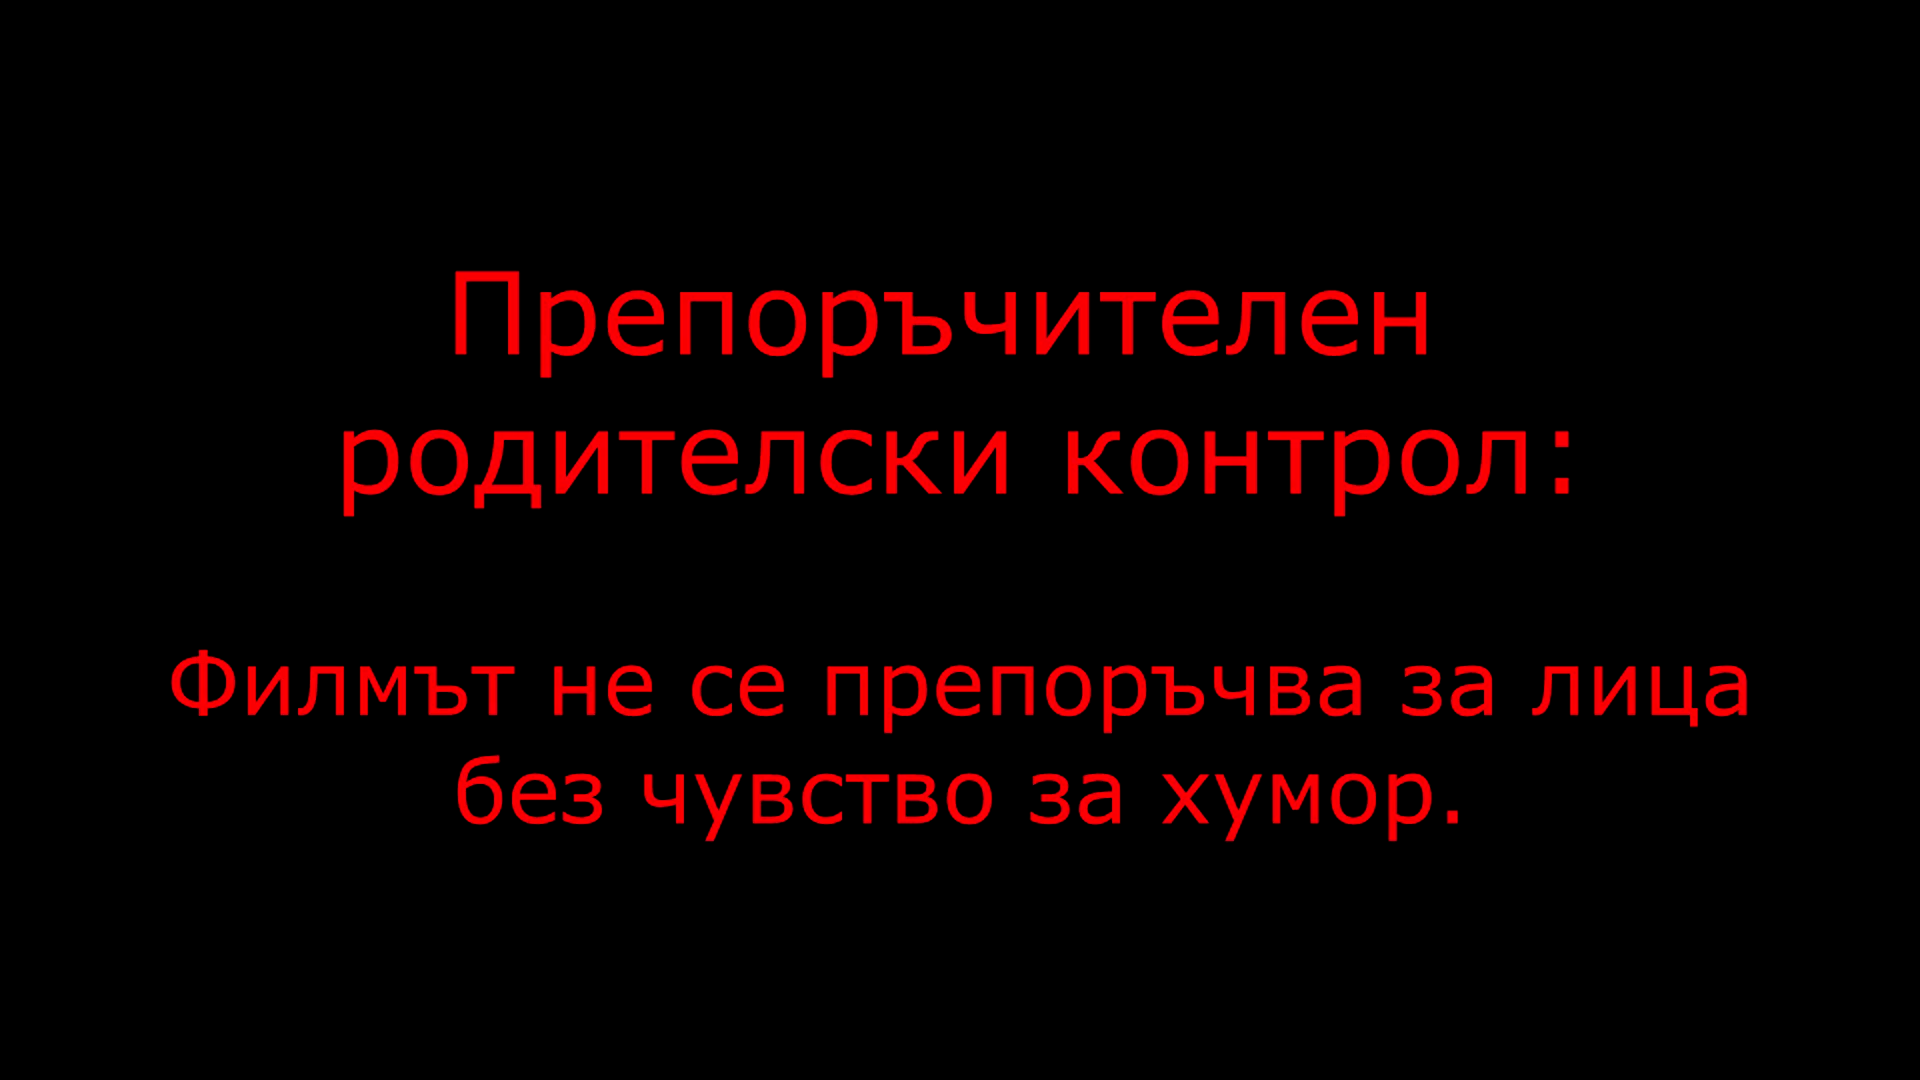 Препоръчителен
родителски контрол:
Филмът не се препоръчва за лица
без чувство за хумор.